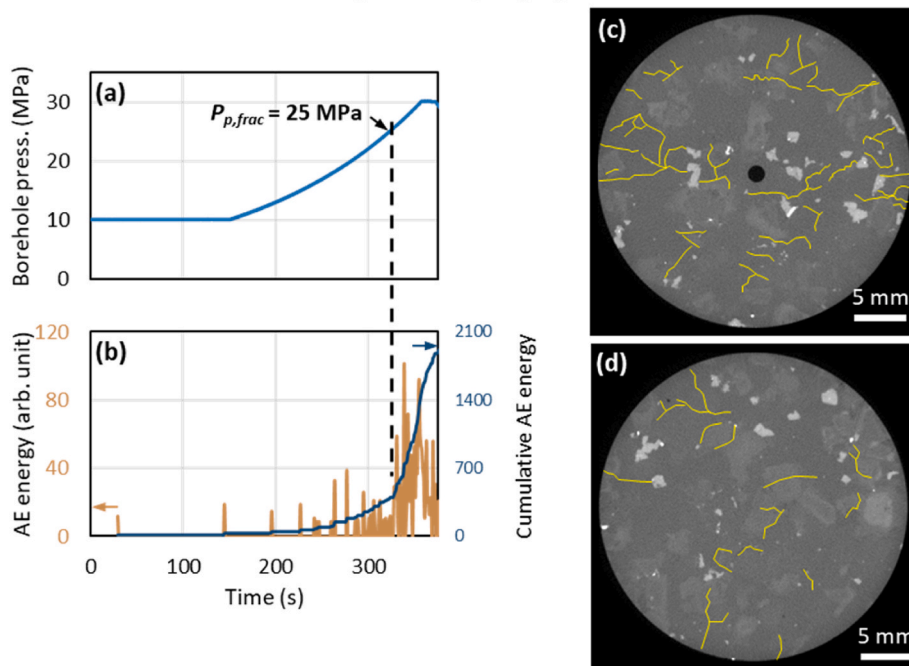 (a)
Borehole press. (MPa)
30
20
10
0
P_{p,frac} = 25 MPa
(b)
AE energy (arb. unit)
120
80
40
0
2100
1400
700
0
Cumulative AE energy
0 100 200 300
Time (s)
(c)
5 mm
(d)
5 mm